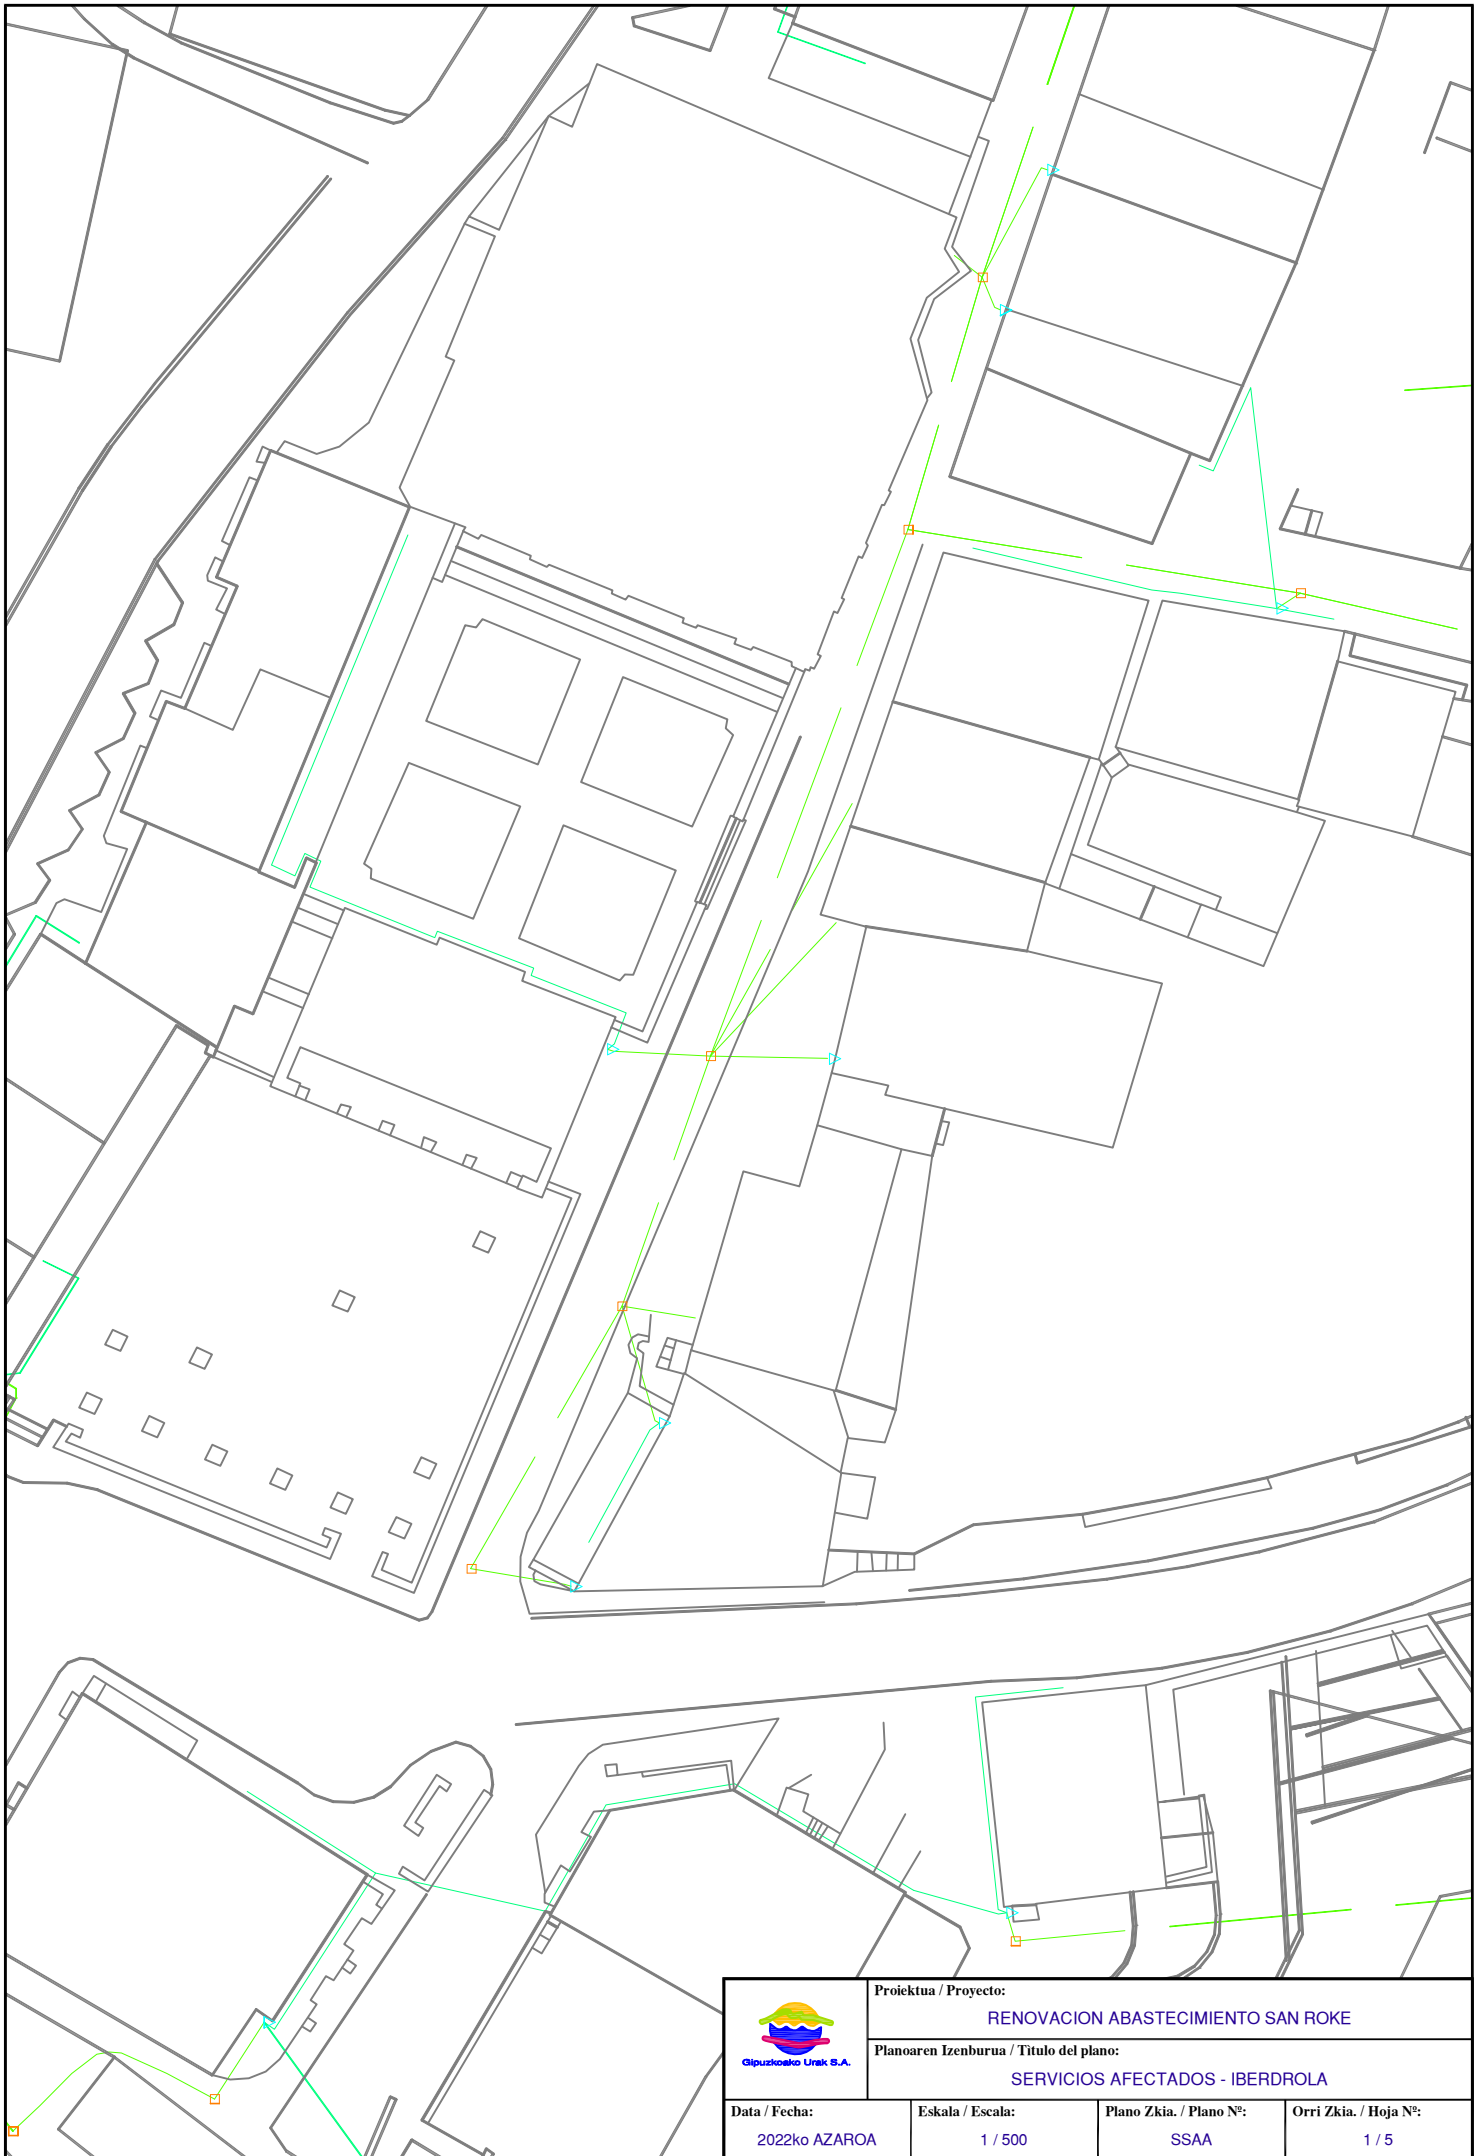 Proiektua / Proyecto:
RENOVACION ABASTECIMIENTO SAN ROKE
Gipuzkoako Urak S.A.
Planoaren Izenburua / Titulo del plano:
SERVICIOS AFECTADOS - IBERDROLA
Data / Fecha:
2022ko AZAROA
Eskala / Escala:
1 / 500
Plano Zkia. / Plano Nº:
SSAA
Orri Zkia. / Hoja Nº:
1 / 5